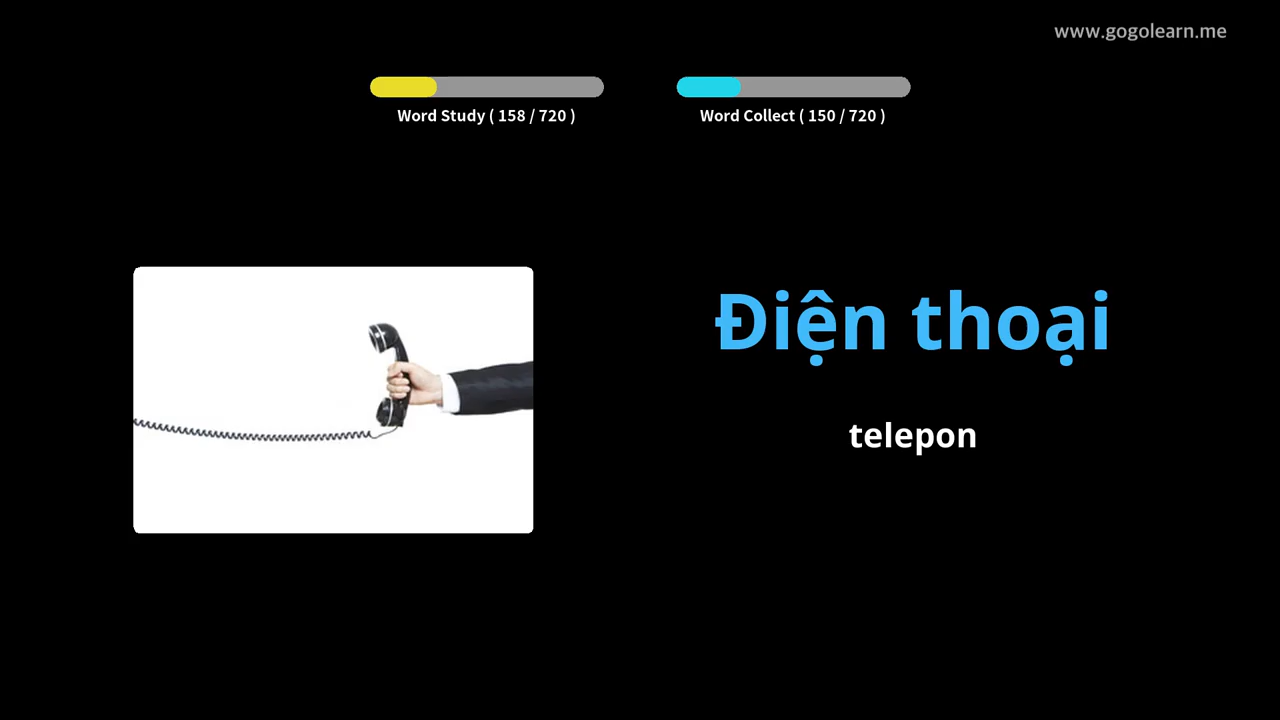 www.gogolearn.me
Word Study ( 158 / 720 )
Word Collect ( 150 / 720 )
Điện thoại
telepon